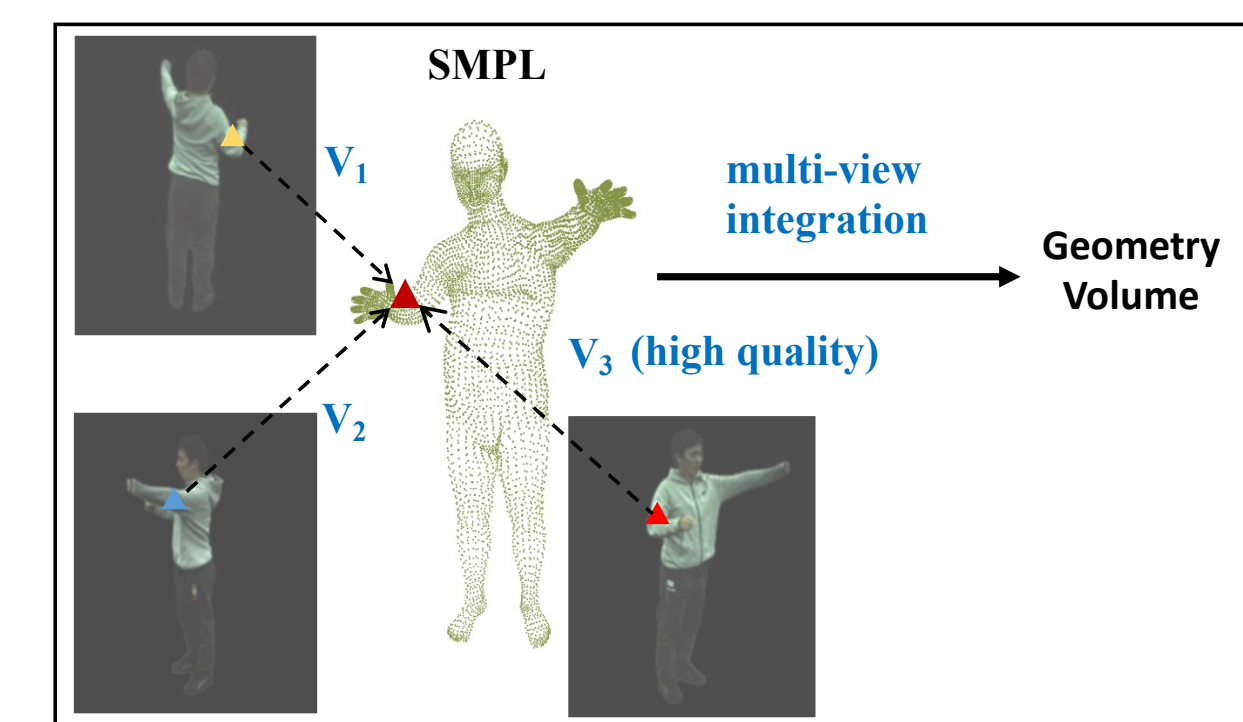 SMPL
V₁
multi-view
integration
Geometry
Volume
V₃ (high quality)
V₂